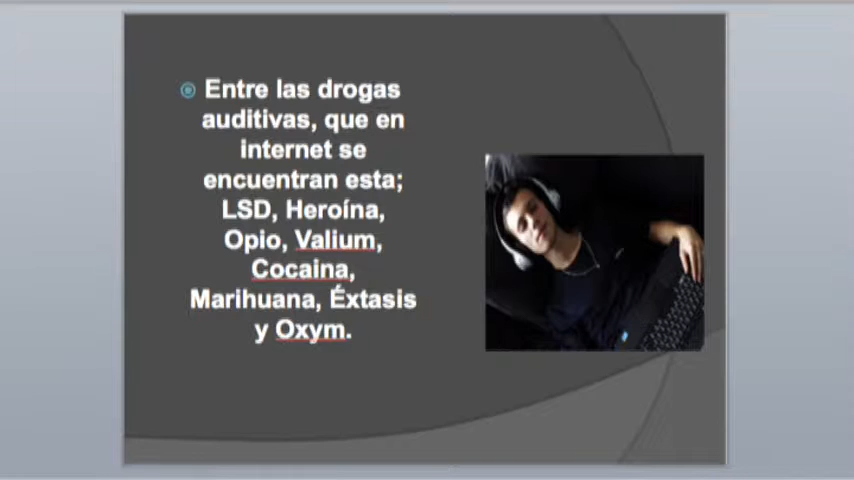 Entre las drogas
auditivas, que en
internet se
encuentran esta;
LSD, Heroína,
Opio, Valium,
Cocaina,
Marihuana, Éxtasis
y Oxym.